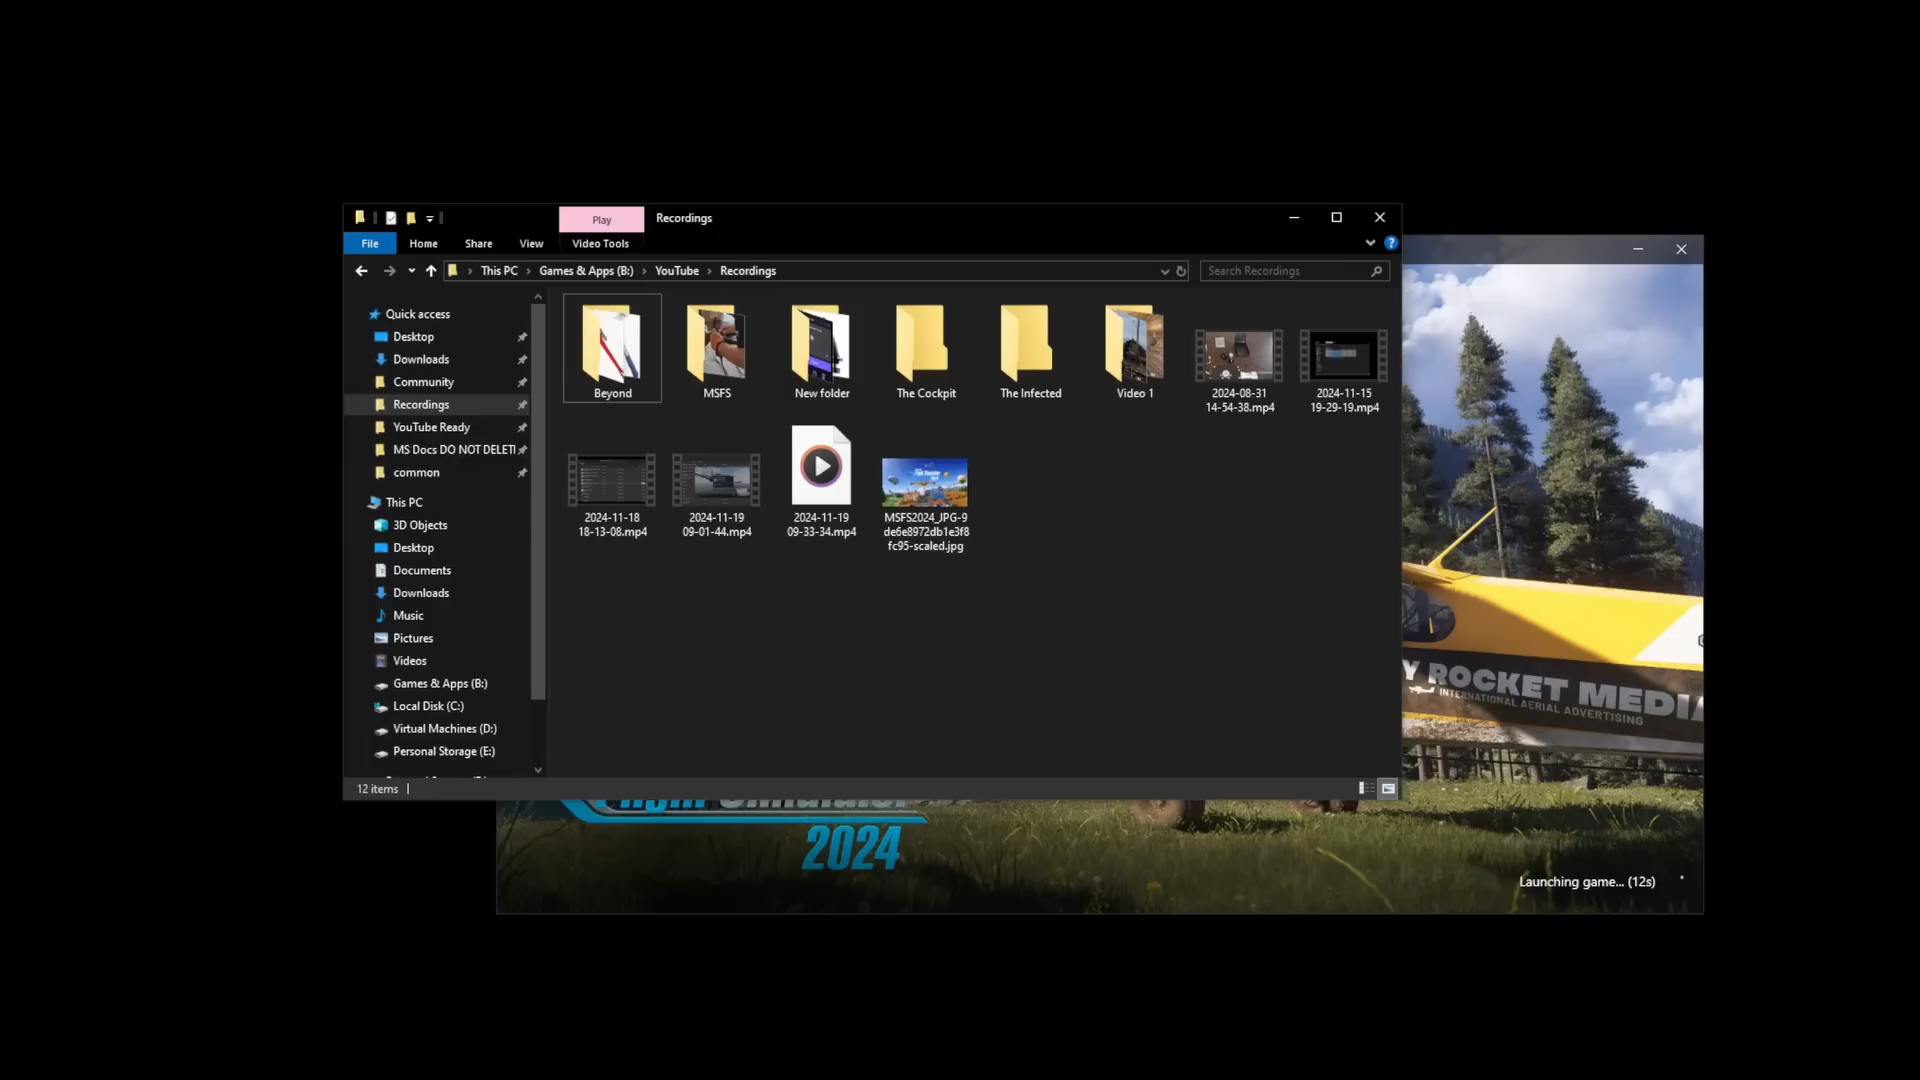 Play
Recordings
File
Home
Share
View
Video Tools
This PC
Games & Apps (B:)
YouTube
Recordings
Search Recordings
Quick access
Desktop
Downloads
Community
Recordings
YouTube Ready
MS Docs DO NOT DELETI
common
This PC
3D Objects
Desktop
Documents
Downloads
Music
Pictures
Videos
Games & Apps (B:)
Local Disk (C:)
Virtual Machines (D:)
Personal Storage (E:)
Beyond
MSFS
New folder
The Cockpit
The Infected
Video 1
2024-08-31
14-54-38.mp4
2024-11-15
19-29-19.mp4
2024-11-18
18-13-08.mp4
2024-11-19
09-01-44.mp4
2024-11-19
09-33-34.mp4
MSFS2024_JPG-9
de6e8972db1e3f8
fc95-scaled.jpg
12 items
Y ROCKET MEDIA
INTERNATIONAL AERIAL ADVERTISING
Flight Simulator
2024
Launching game... (12s)